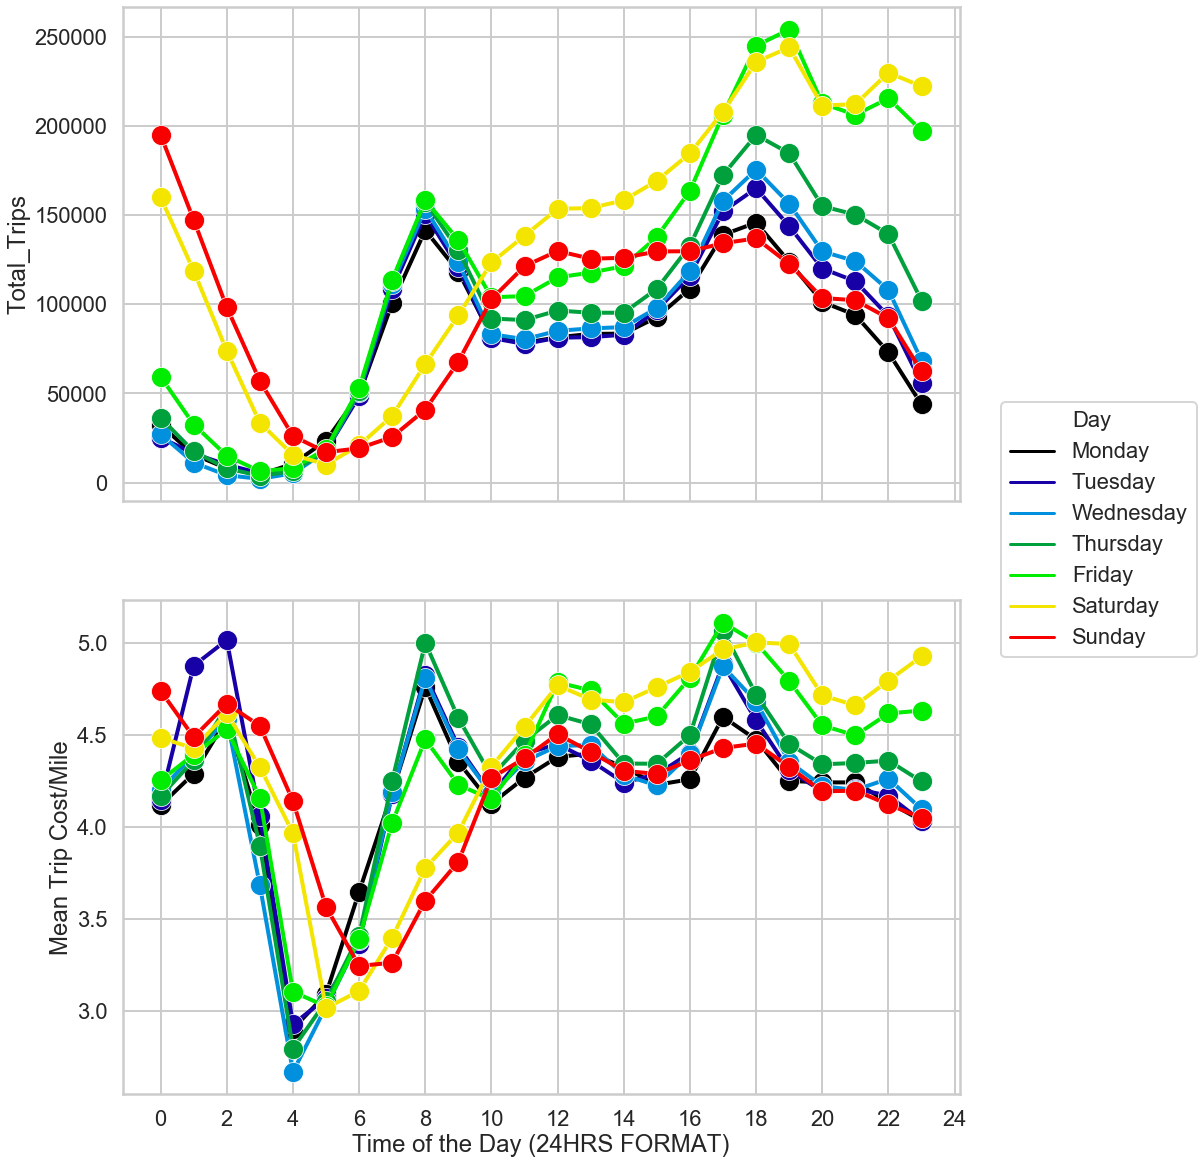 250000
200000
150000
100000
50000
0
Total_Trips
Day
Monday
Tuesday
Wednesday
Thursday
Friday
Saturday
Sunday
5.0
4.5
4.0
3.5
3.0
Mean Trip Cost/Mile
0 2 4 6 8 10 12 14 16 18 20 22 24
Time of the Day (24HRS FORMAT)